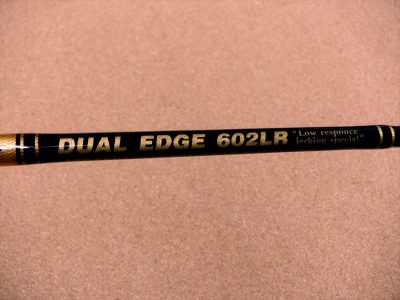 DUAL EDGE 602LR
"Low responce
jerking special"